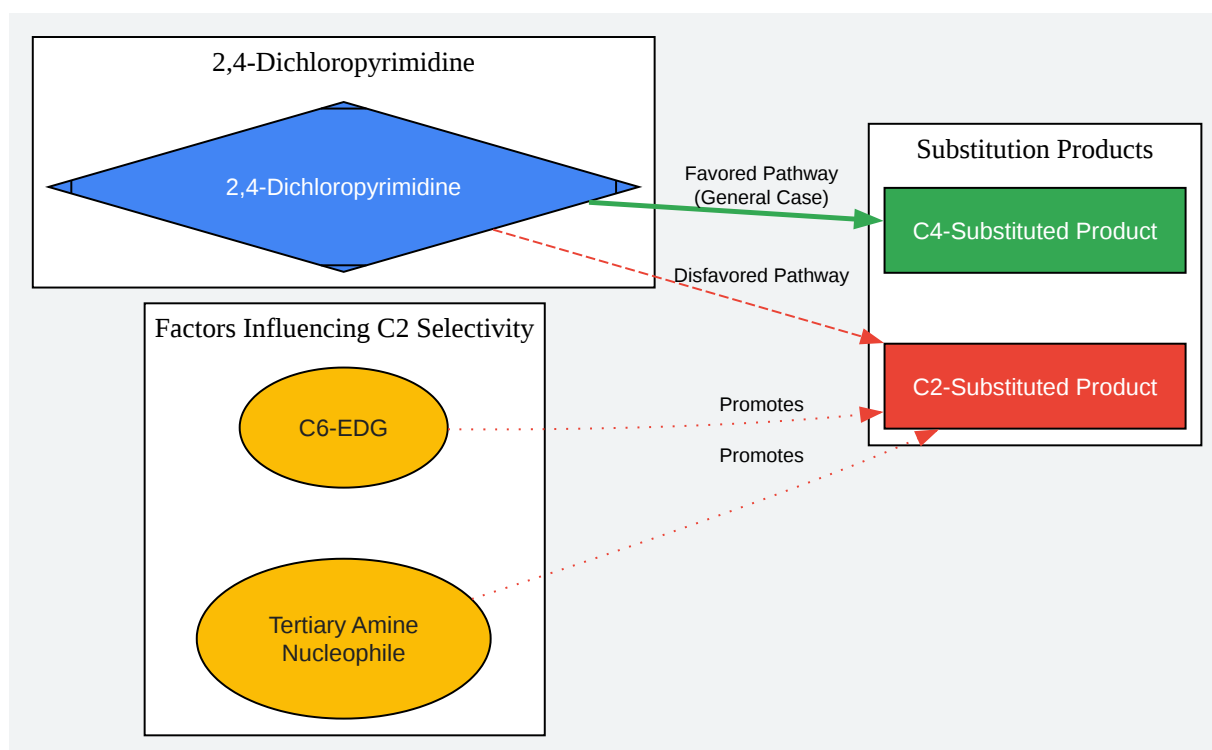 2,4-Dichloropyrimidine
2,4-Dichloropyrimidine
Favored Pathway
(General Case)
Disfavored Pathway
Substitution Products
C4-Substituted Product
C2-Substituted Product
Factors Influencing C2 Selectivity
C6-EDG
Promotes
Promotes
Tertiary Amine
Nucleophile